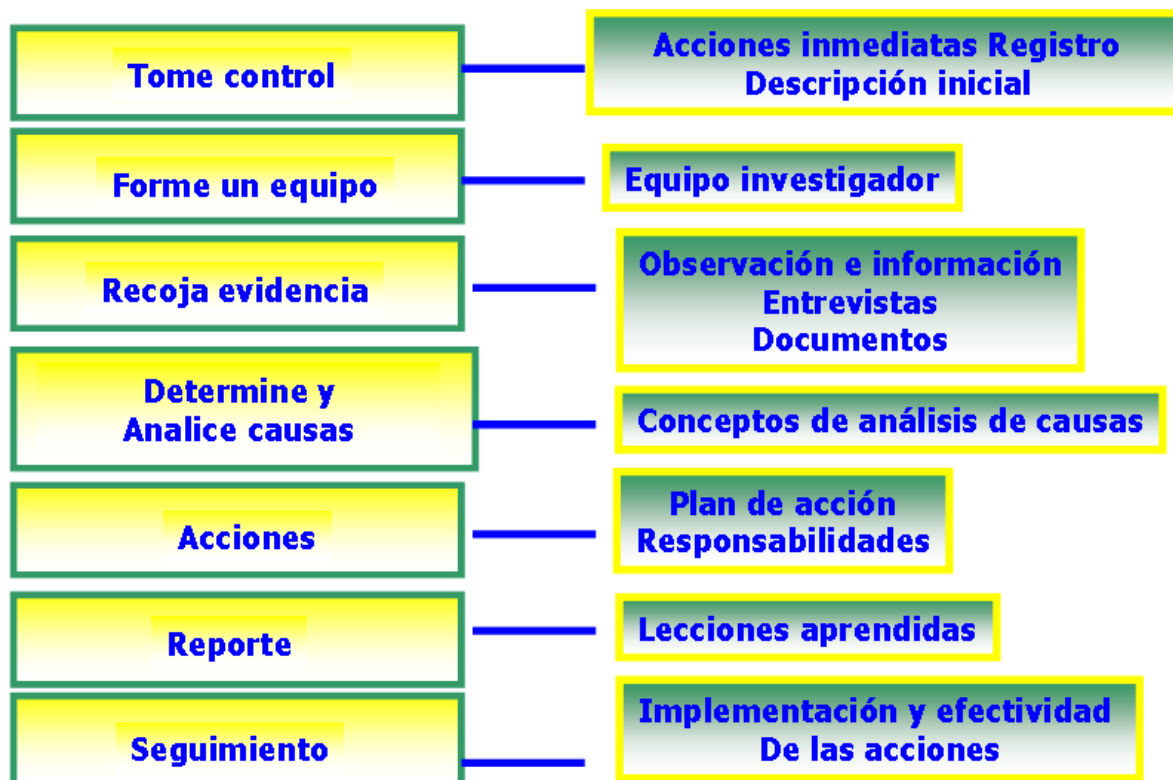 Tome control
Acciones inmediatas Registro
Descripción inicial
Forme un equipo
Equipo investigador
Recoja evidencia
Observación e información
Entrevistas
Documentos
Determine y
Analice causas
Conceptos de análisis de causas
Acciones
Plan de acción
Responsabilidades
Reporte
Lecciones aprendidas
Seguimiento
Implementación y efectividad
De las acciones